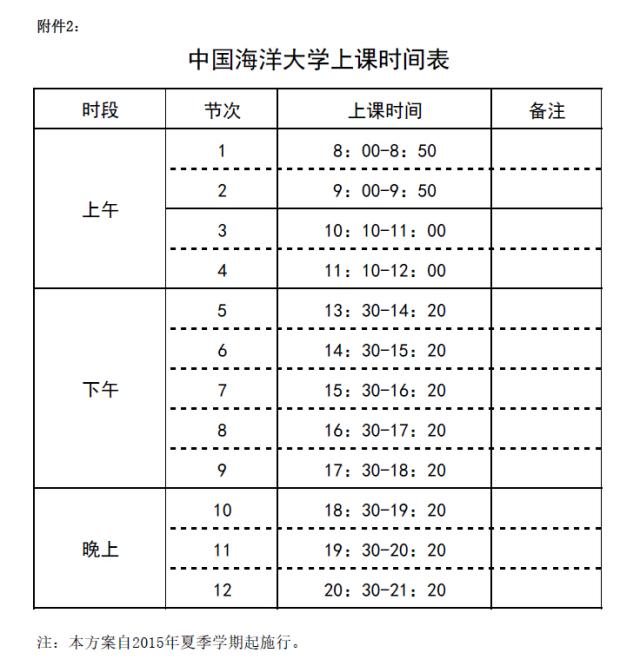 附件2：
中国海洋大学上课时间表
时段 节次 上课时间 备注
上午
1 8：00-8：50
2 9：00-9：50
3 10：10-11：00
4 11：10-12：00
下午
5 13：30-14：20
6 14：30-15：20
7 15：30-16：20
8 16：30-17：20
9 17：30-18：20
晚上
10 18：30-19：20
11 19：30-20：20
12 20：30-21：20
注：本方案自2015年夏季学期起施行。